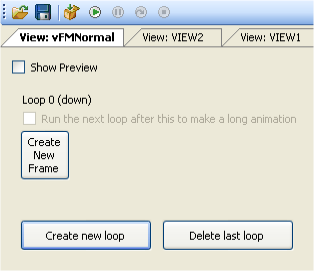 View: vFMNormal
View: VIEW2
View: VIEW1
Show Preview
Loop 0 (down)
Run the next loop after this to make a long animation
Create
New
Frame
Create new loop
Delete last loop